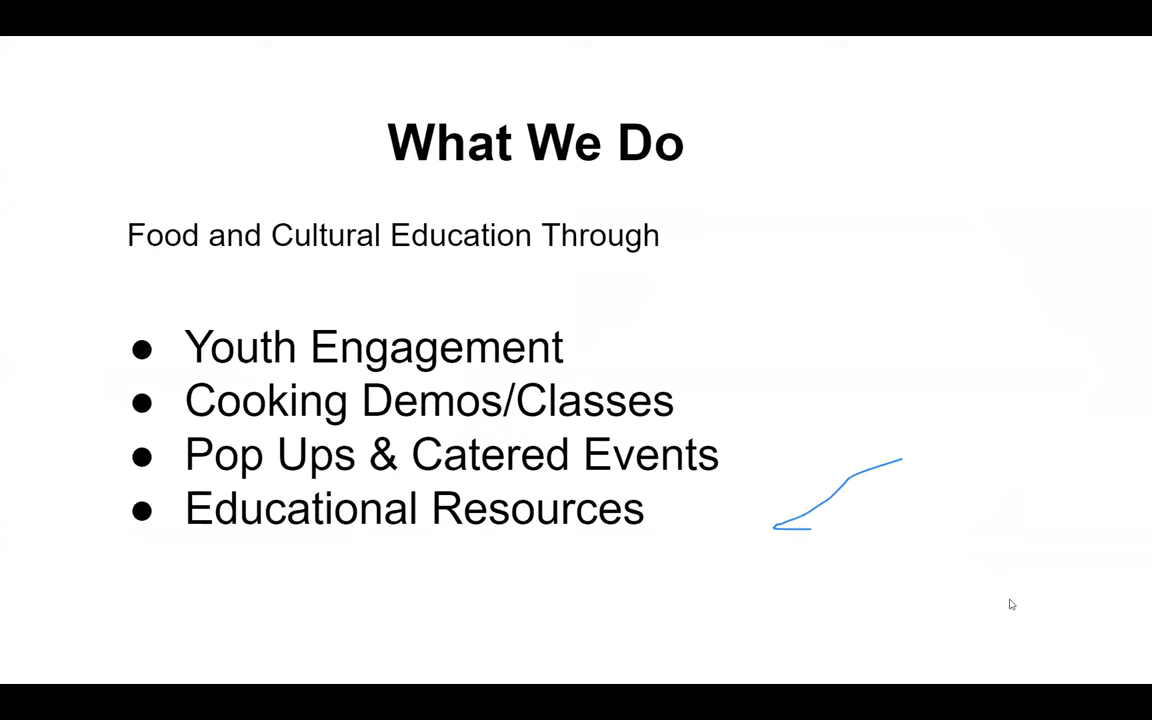 What We Do
Food and Cultural Education Through
● Youth Engagement
● Cooking Demos/Classes
● Pop Ups & Catered Events
● Educational Resources